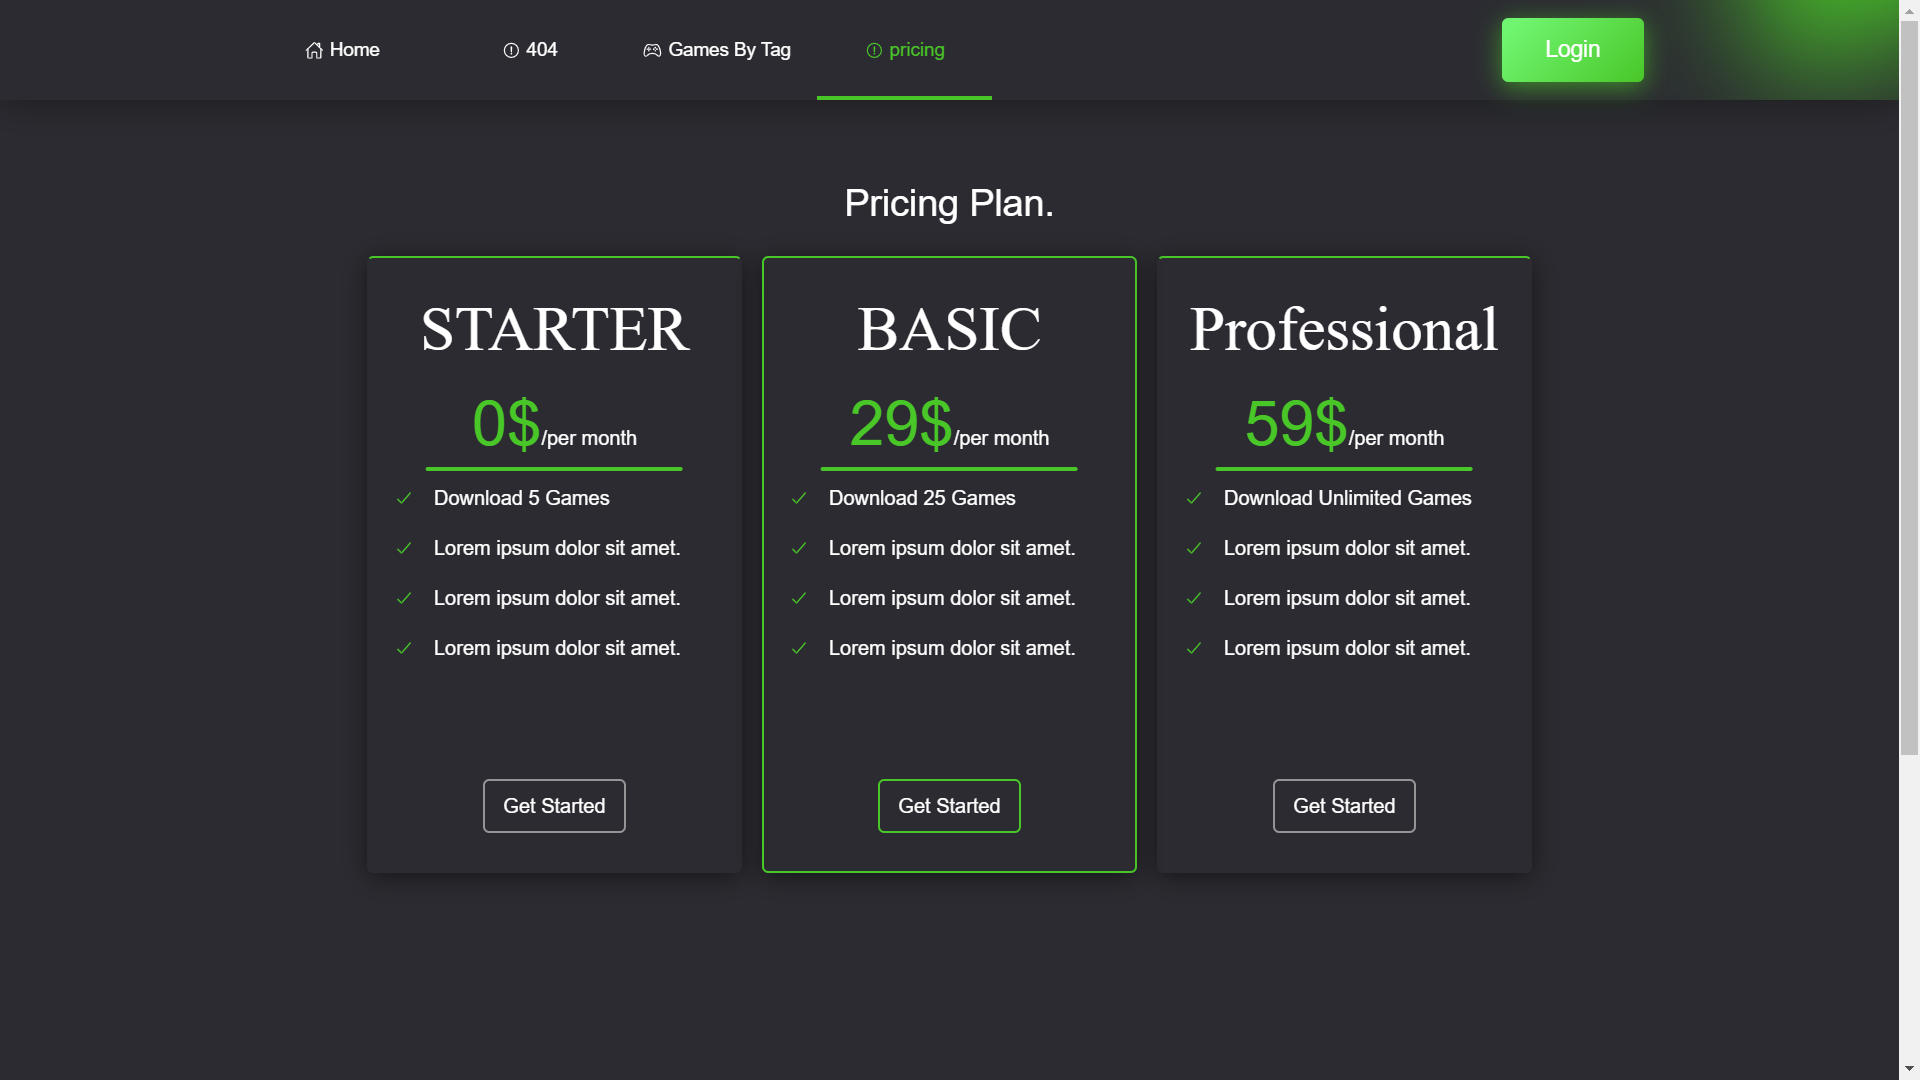 Home
404
Games By Tag
pricing
Login
Pricing Plan.
STARTER
0$/per month
Download 5 Games
Lorem ipsum dolor sit amet.
Lorem ipsum dolor sit amet.
Lorem ipsum dolor sit amet.
Get Started
BASIC
29$/per month
Download 25 Games
Lorem ipsum dolor sit amet.
Lorem ipsum dolor sit amet.
Lorem ipsum dolor sit amet.
Get Started
Professional
59$/per month
Download Unlimited Games
Lorem ipsum dolor sit amet.
Lorem ipsum dolor sit amet.
Lorem ipsum dolor sit amet.
Get Started